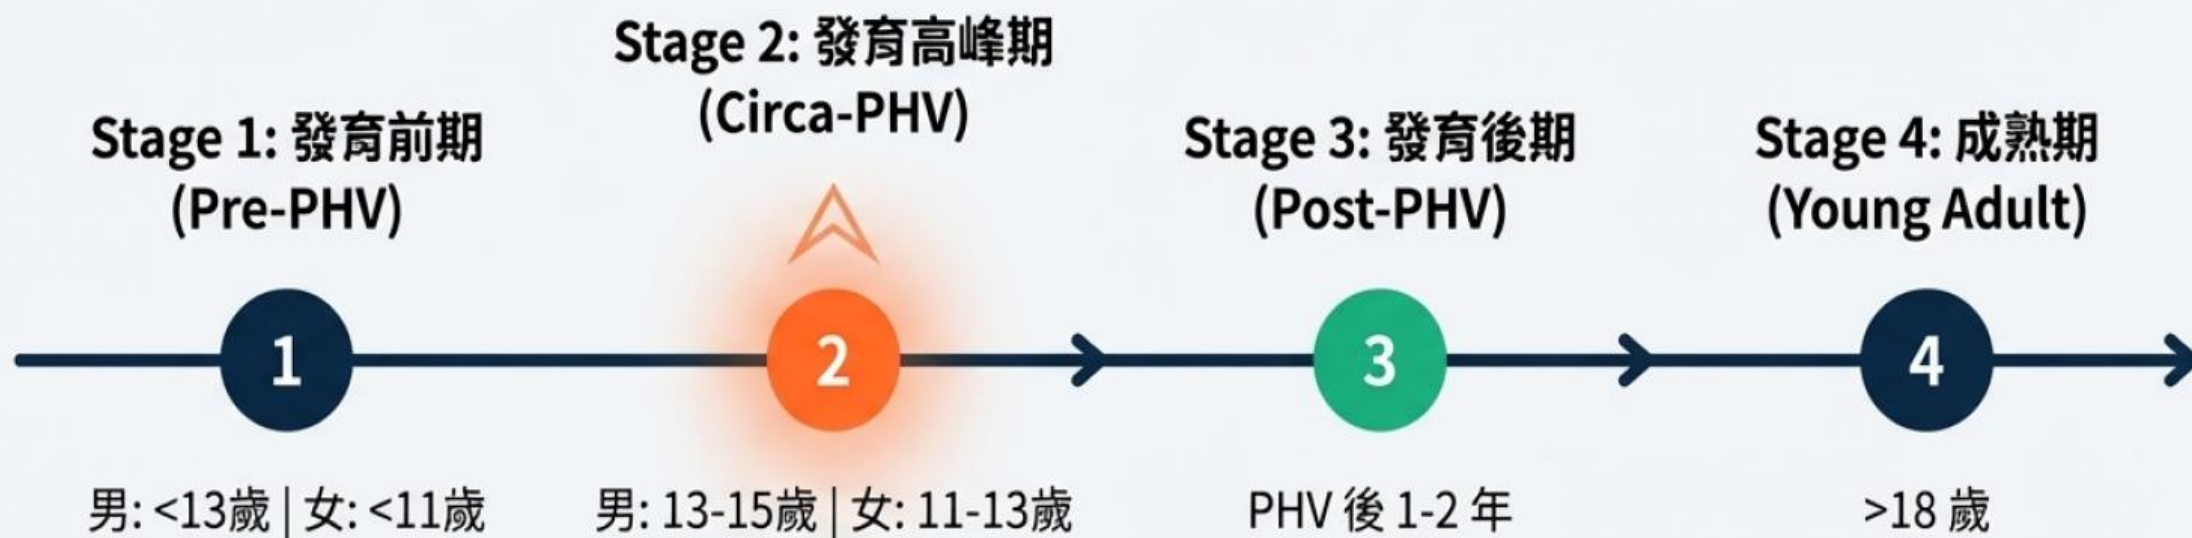 Stage 1: 發育前期
(Pre-PHV)
1
男: <13歲 | 女: <11歲
Stage 2: 發育高峰期
(Circa-PHV)
2
男: 13-15歲 | 女: 11-13歲
Stage 3: 發育後期
(Post-PHV)
3
PHV 後 1-2 年
Stage 4: 成熟期
(Young Adult)
4
>18 歲